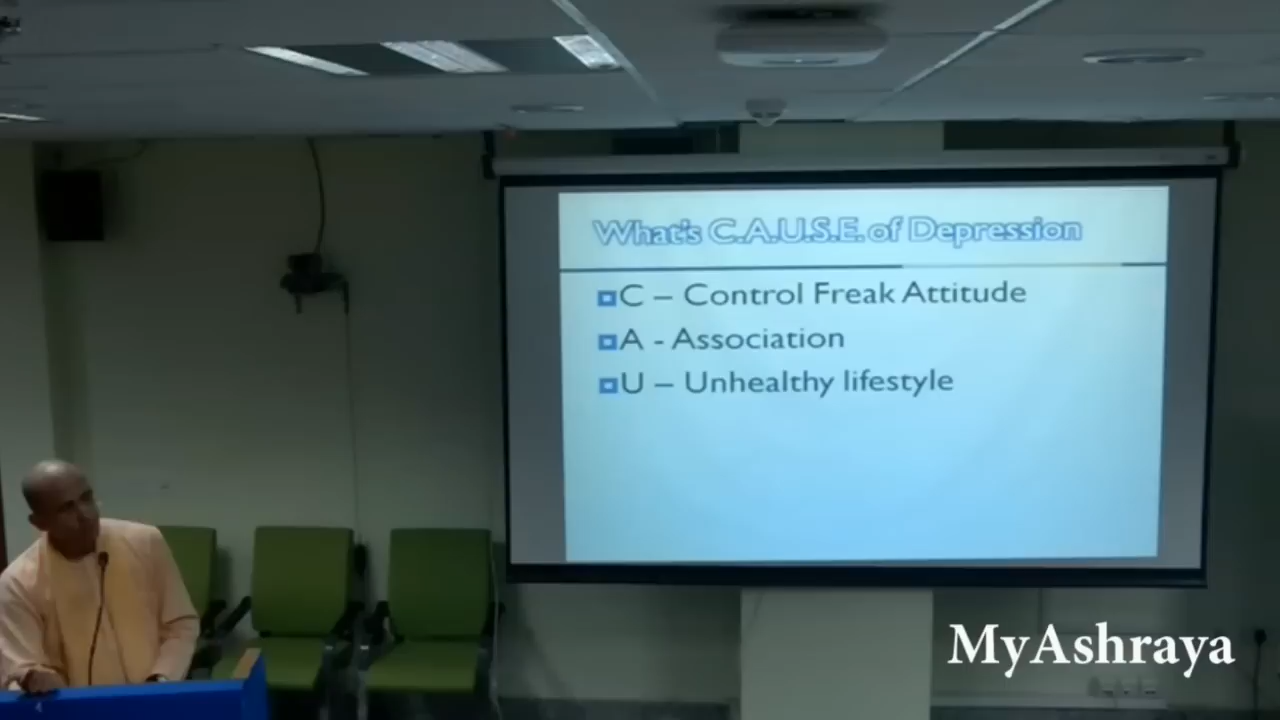 What's C.A.U.S.E. of Depression
C – Control Freak Attitude
A - Association
U – Unhealthy lifestyle
MyAshraya